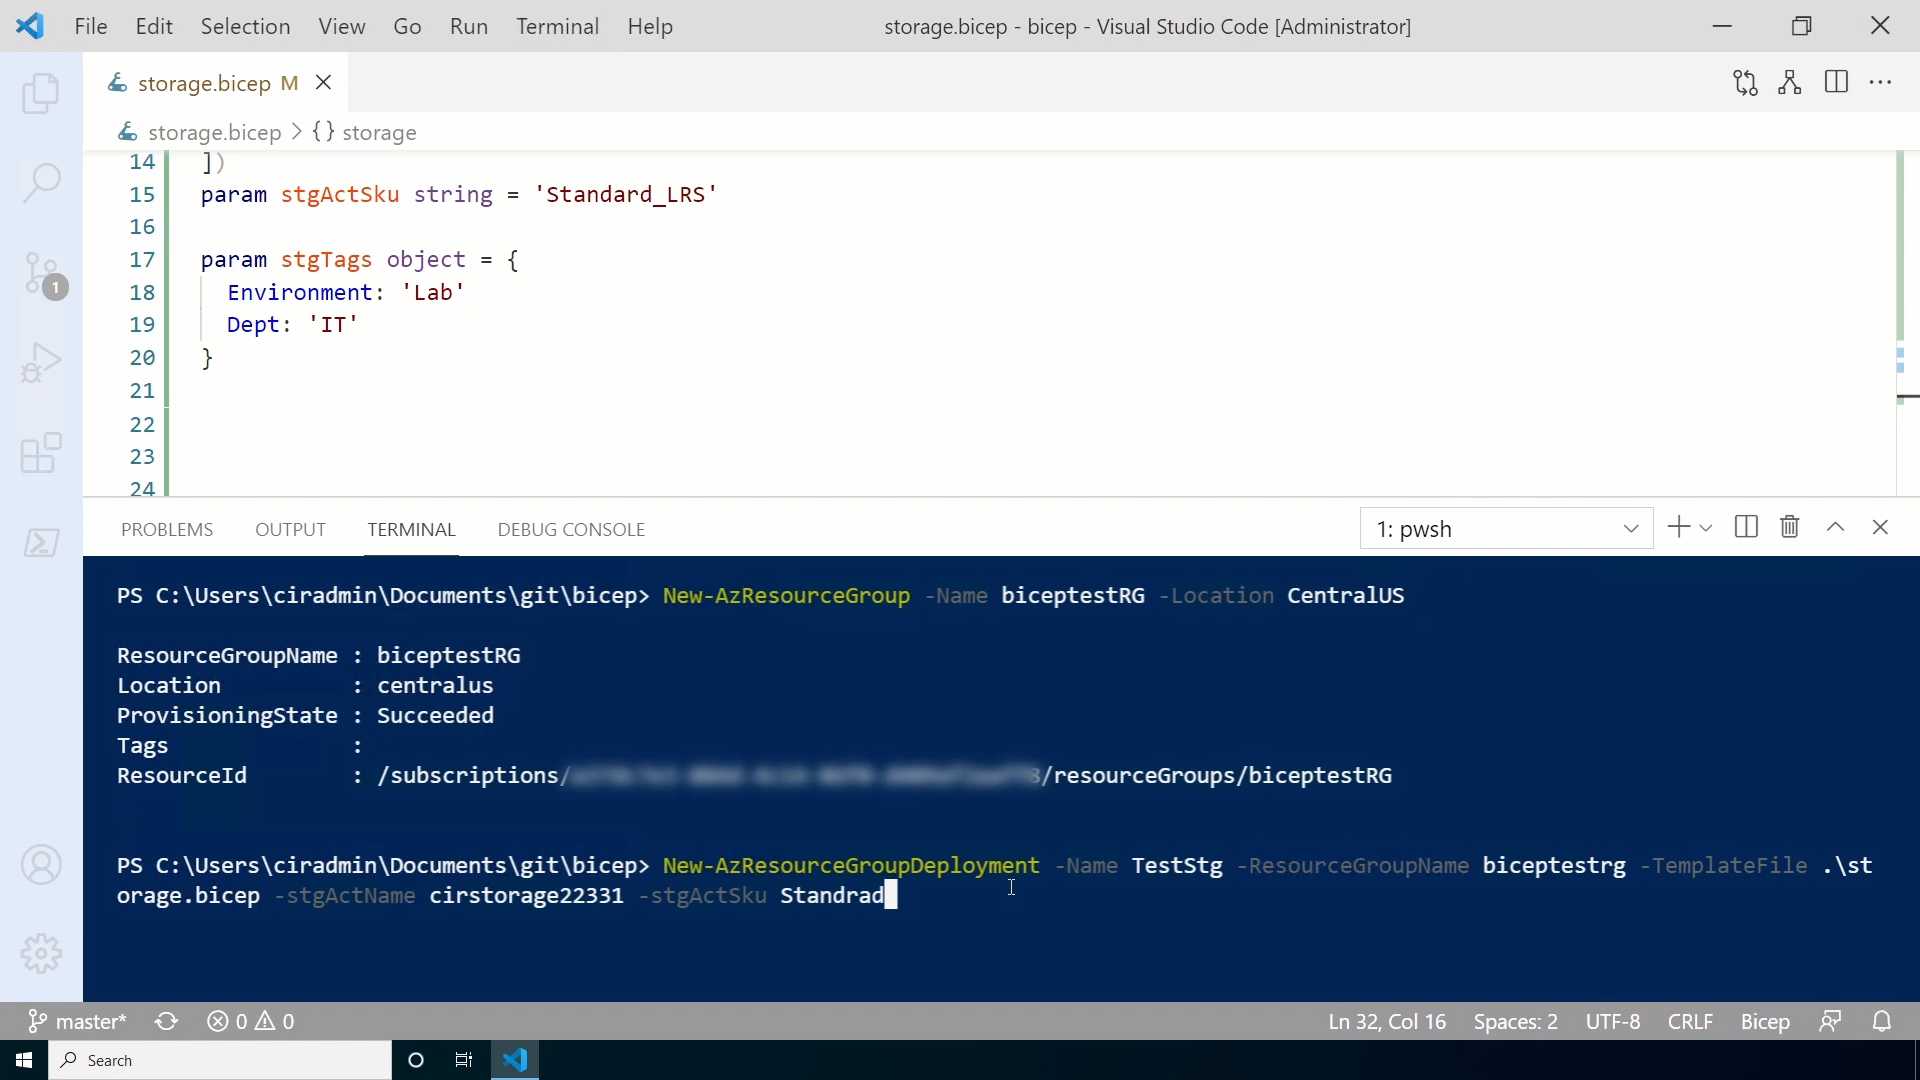 File Edit Selection View Go Run Terminal Help storage.bicep - bicep - Visual Studio Code [Administrator]
storage.bicep M
storage.bicep > {} storage
14 ])
15 param stgActSku string = 'Standard_LRS'
16
17 param stgTags object = {
18 Environment: 'Lab'
19 Dept: 'IT'
20 }
21
22
23
24
1
PROBLEMS OUTPUT TERMINAL DEBUG CONSOLE 1: pwsh
PS C:\Users\ciradmin\Documents\git\bicep> New-AzResourceGroup -Name biceptestRG -Location CentralUS
ResourceGroupName : biceptestRG
Location : centralus
ProvisioningState : Succeeded
Tags :
ResourceId : /subscriptions/ /resourceGroups/biceptestRG
PS C:\Users\ciradmin\Documents\git\bicep> New-AzResourceGroupDeployment -Name TestStg -ResourceGroupName biceptestrg -TemplateFile .\st
orage.bicep -stgActName cirstorage22331 -stgActSku Standrad
master* 0 0 Ln 32, Col 16 Spaces: 2 UTF-8 CRLF Bicep
Search